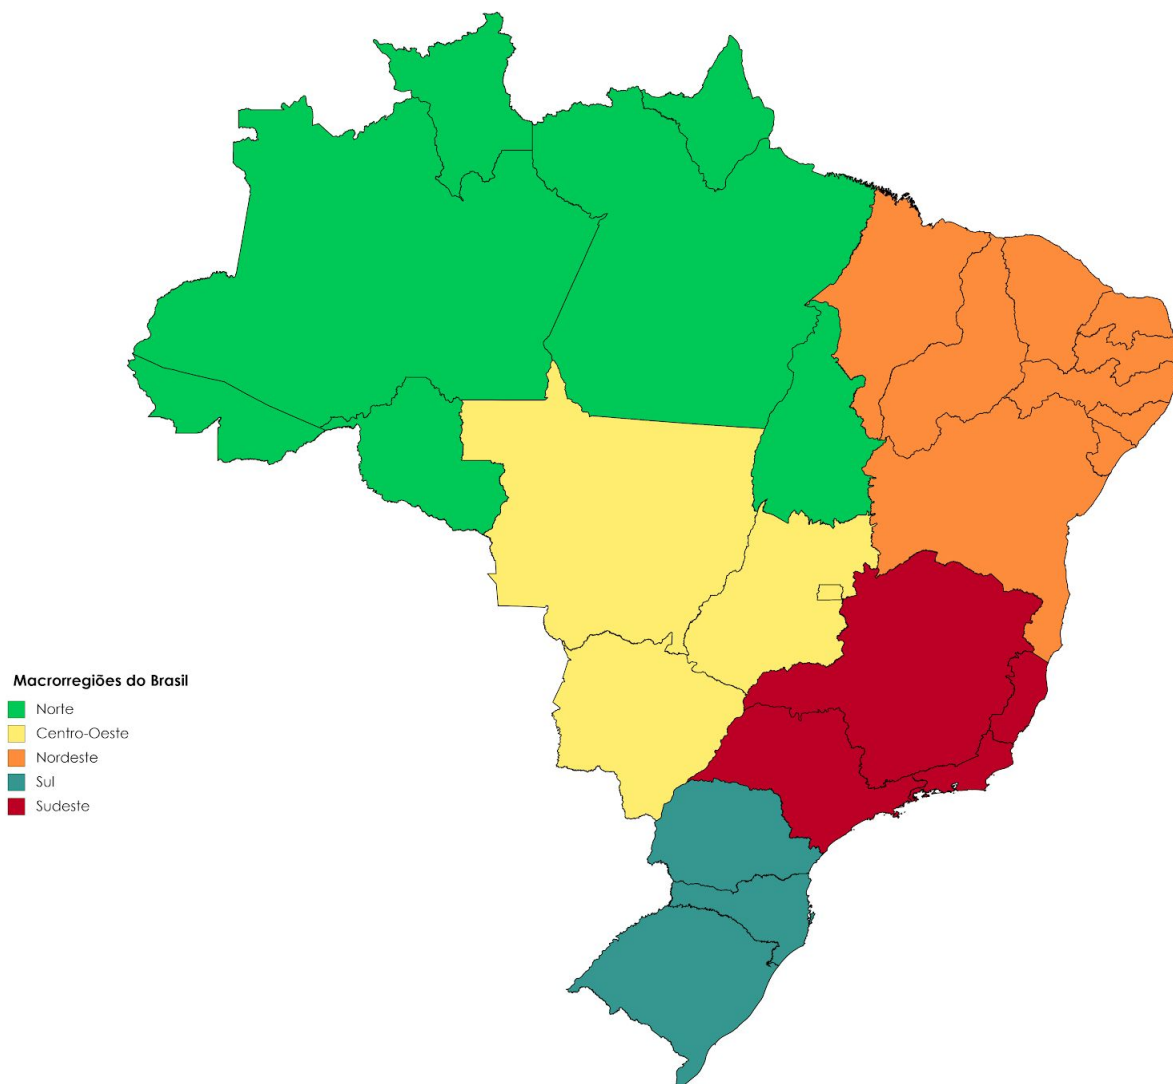 Macrorregiões do Brasil
Norte
Centro-Oeste
Nordeste
Sul
Sudeste